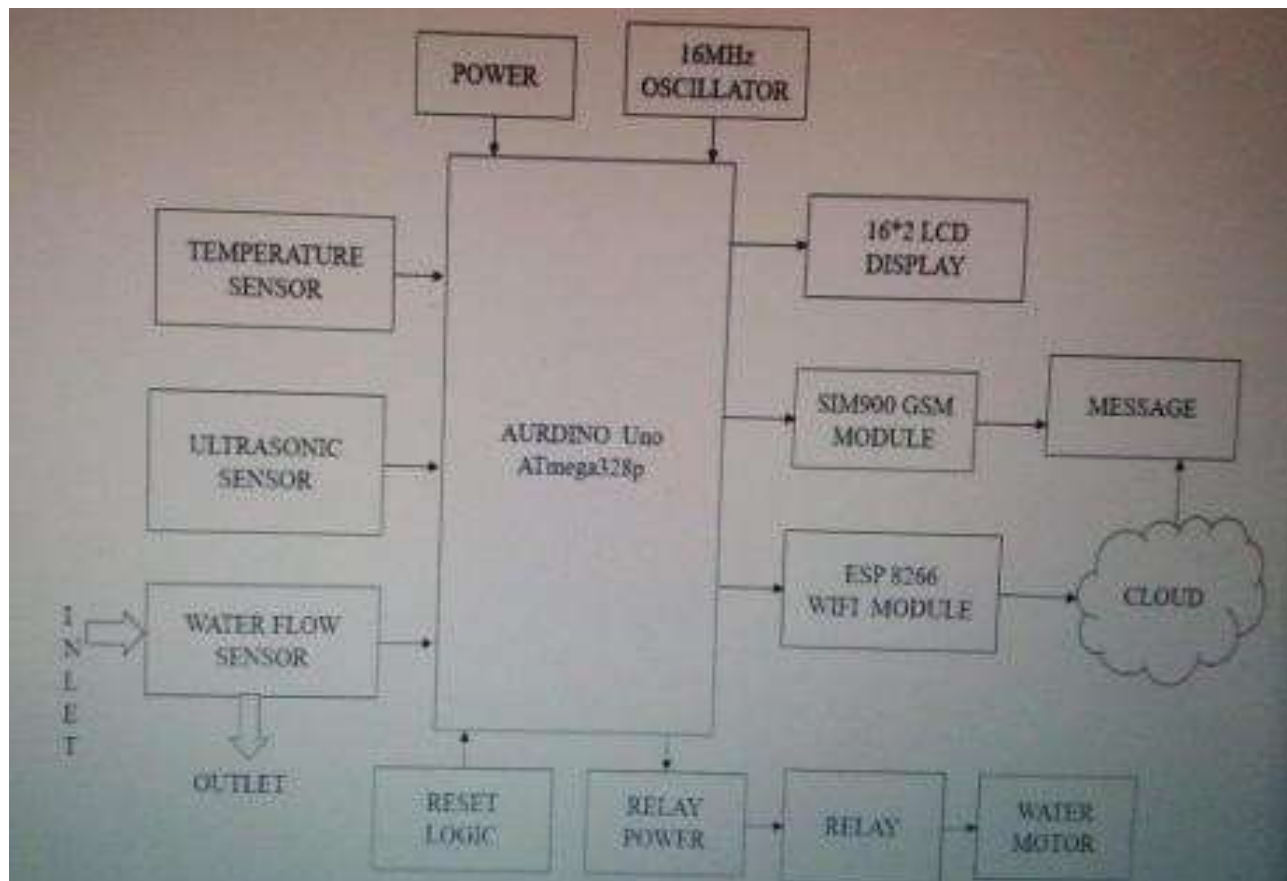 POWER
16MHz
OSCILLATOR
TEMPERATURE
SENSOR
16*2 LCD
DISPLAY
ULTRASONIC
SENSOR
AURDINO Uno
ATmega328p
SIM900 GSM
MODULE
MESSAGE
INLET
WATER FLOW
SENSOR
ESP 8266
WIFI MODULE
CLOUD
OUTLET
RESET
LOGIC
RELAY
POWER
RELAY
WATER
MOTOR